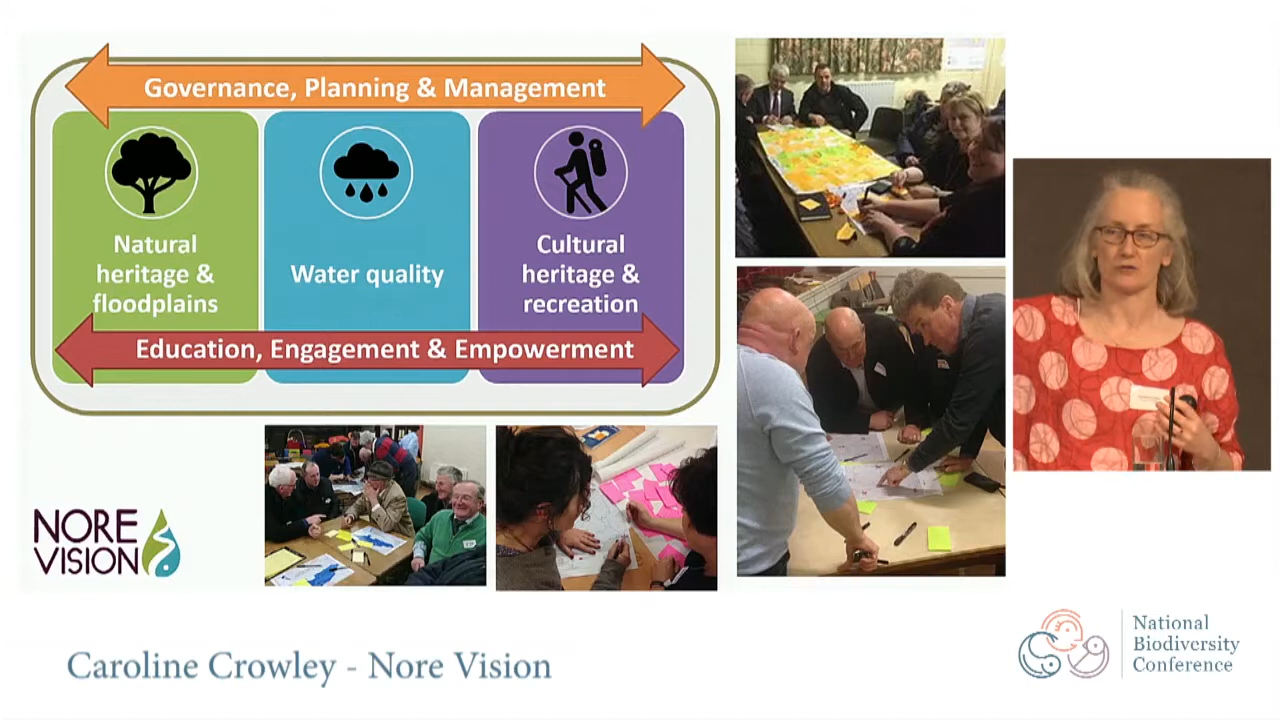 Governance, Planning & Management
Natural
heritage &
floodplains
Water quality
Cultural
heritage &
recreation
Education, Engagement & Empowerment
NORE
VISION
Caroline Crowley - Nore Vision
National
Biodiversity
Conference